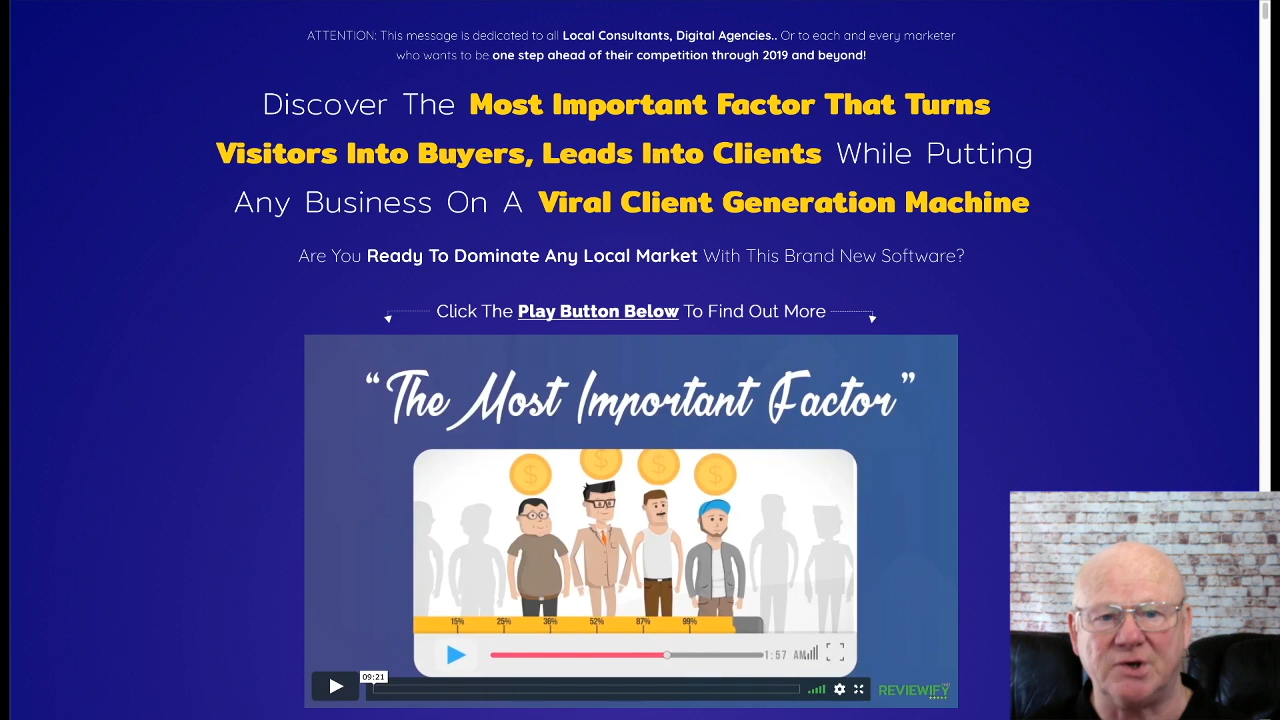 ATTENTION: This message is dedicated to all Local Consultants, Digital Agencies.. Or to each and every marketer
who wants to be one step ahead of their competition through 2019 and beyond!
Discover The Most Important Factor That Turns
Visitors Into Buyers, Leads Into Clients While Putting
Any Business On A Viral Client Generation Machine
Are You Ready To Dominate Any Local Market With This Brand New Software?
Click The Play Button Below To Find Out More
“The Most Important Factor”
$ $ $ $
15% 25% 36% 52% 87% 99%
1:57 AM
09:21
REVIEWIFY